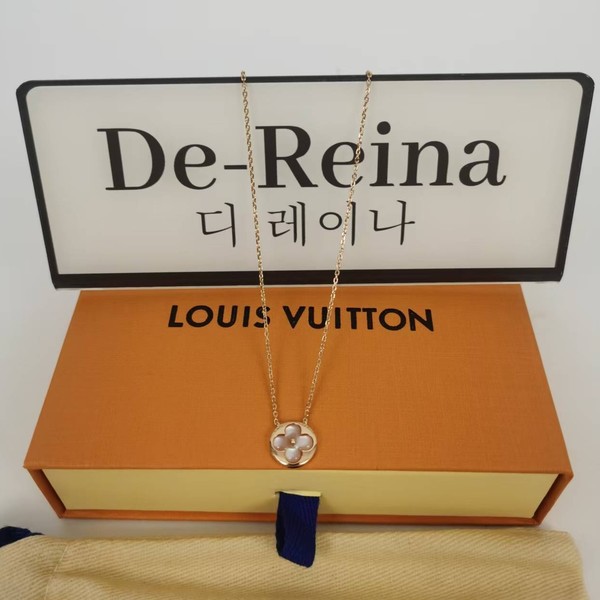 De-Reina
디 레이나
LOUIS VUITTON